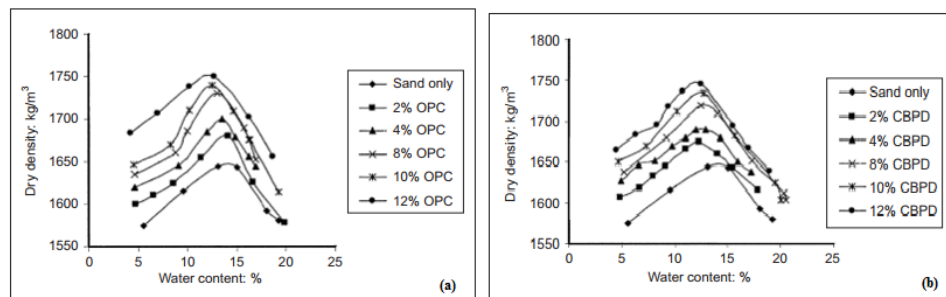 1800
1750
1700
1650
1600
1550
0 5 10 15 20 25
Dry density: kg/m³
Water content: %
Sand only
2% OPC
4% OPC
8% OPC
10% OPC
12% OPC
(a)
1800
1750
1700
1650
1600
1550
0 5 10 15 20 25
Dry density: kg/m³
Water content: %
Sand only
2% CBPD
4% CBPD
8% CBPD
10% CBPD
12% CBPD
(b)